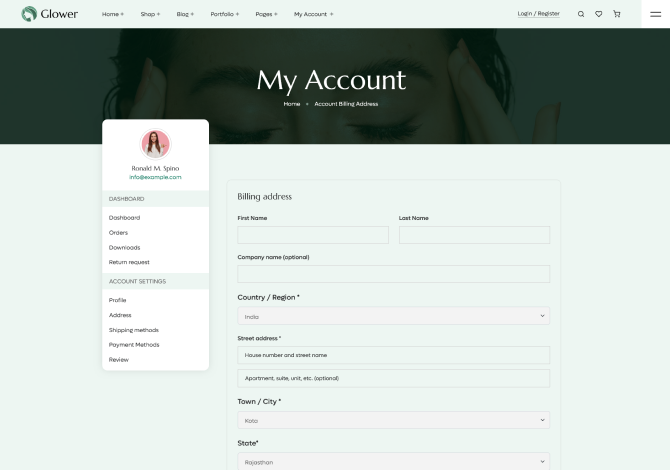 Glower
Home + Shop + Blog + Portfolio + Pages + My Account + Login / Register
My Account
Home + Account Billing Address
Ronald M. Spino
info@example.com
DASHBOARD
Dashboard
Orders
Downloads
Return request
ACCOUNT SETTINGS
Profile
Address
Shipping methods
Payment Methods
Review
Billing address
First Name Last Name
Company name (optional)
Country / Region *
India
Street address *
House number and street name
Apartment, suite, unit, etc. (optional)
Town / City *
Kota
State*
Rajasthan